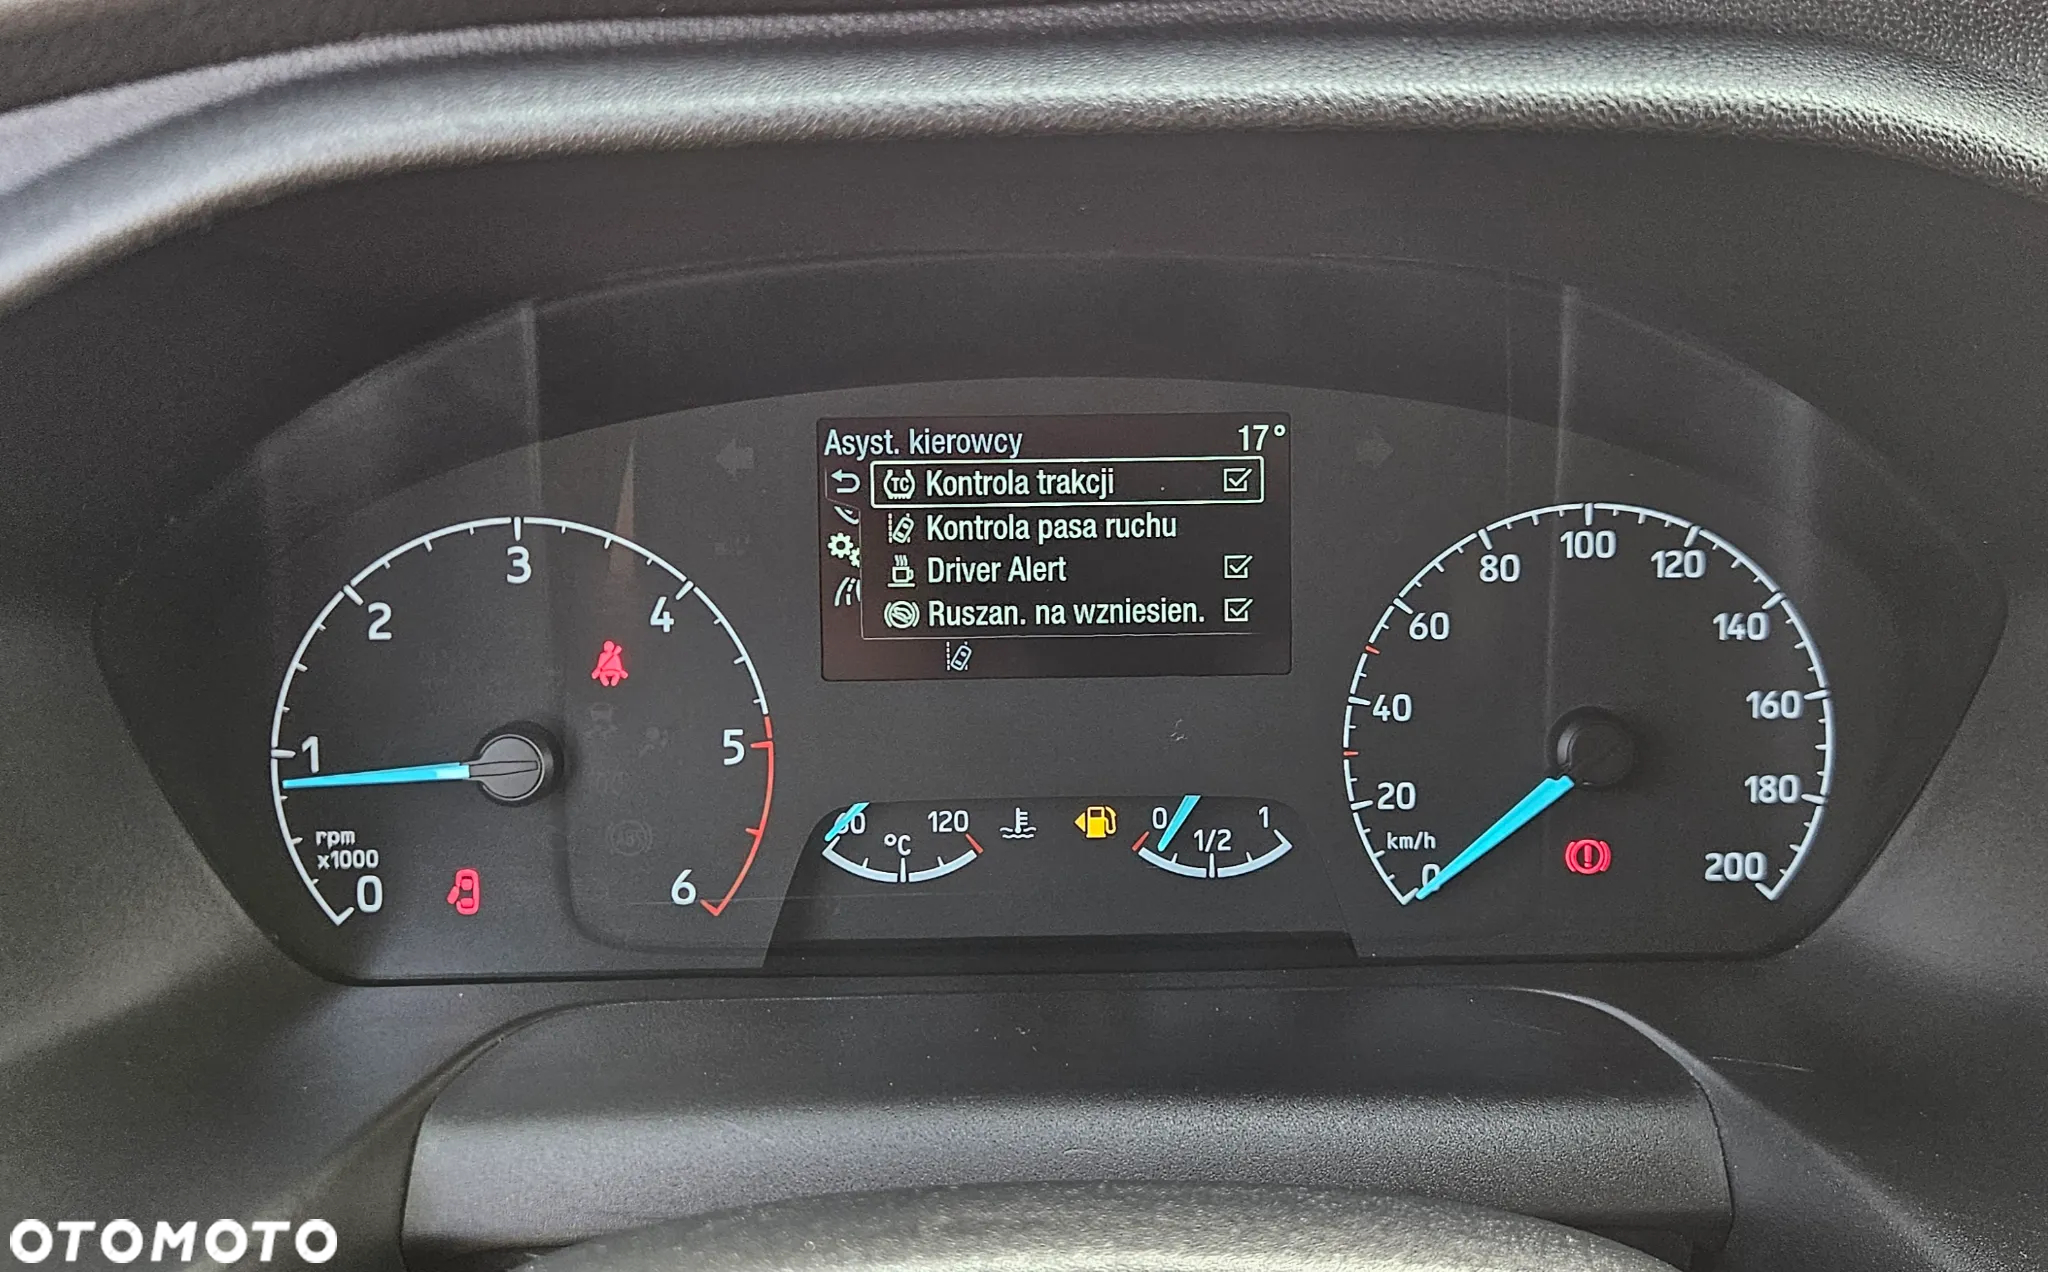 Asyst. kierowcy 17°
TC Kontrola trakcji
Kontrola pasa ruchu
Driver Alert
Ruszan. na wzniesien.
0 1 2 3 4 5 6
rpm
x1000
60 120
°C
0 1/2 1
0 20 40 60 80 100 120 140 160 180 200
km/h
OTOMOTO